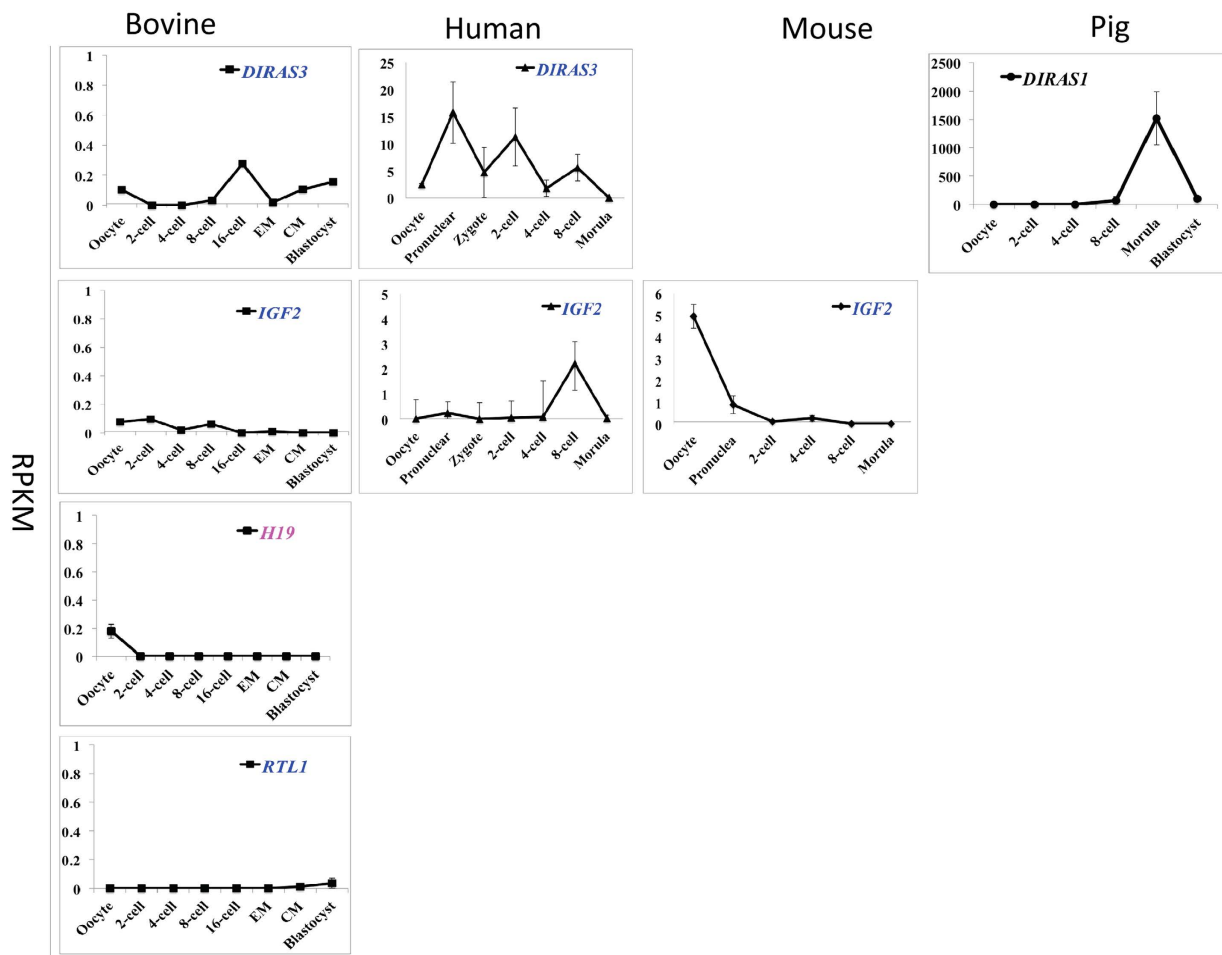 Bovine
Human
Mouse
Pig
RPKM
DIRAS3
1
0.8
0.6
0.4
0.2
0
Oocyte
2-cell
4-cell
8-cell
16-cell
EM
CM
Blastocyst
DIRAS3
25
20
15
10
5
0
Oocyte
Pronuclear
Zygote
2-cell
4-cell
8-cell
Morula
DIRAS1
2500
1500
1000
500
0
Oocyte
2-cell
4-cell
8-cell
Morula
Blastocyst
IGF2
1
0.8
0.6
0.4
0.2
0
Oocyte
2-cell
4-cell
8-cell
16-cell
EM
CM
Blastocyst
IGF2
5
4
3
2
1
0
Oocyte
Pronuclear
Zygote
2-cell
4-cell
8-cell
Morula
IGF2
6
5
4
3
2
1
0
Oocyte
Pronuclea
2-cell
4-cell
8-cell
Morula
H19
1
0.8
0.6
0.4
0.2
0
Oocyte
2-cell
4-cell
8-cell
16-cell
EM
CM
Blastocyst
RTL1
1
0.8
0.6
0.4
0.2
0
Oocyte
2-cell
4-cell
8-cell
16-cell
EM
CM
Blastocyst